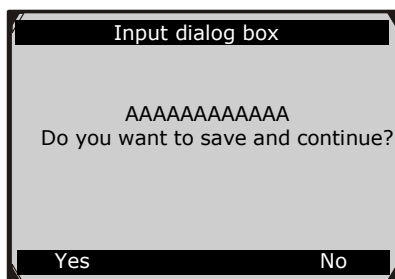 Input dialog box
AAAAAAAAAAAA
Do you want to save and continue?
Yes No